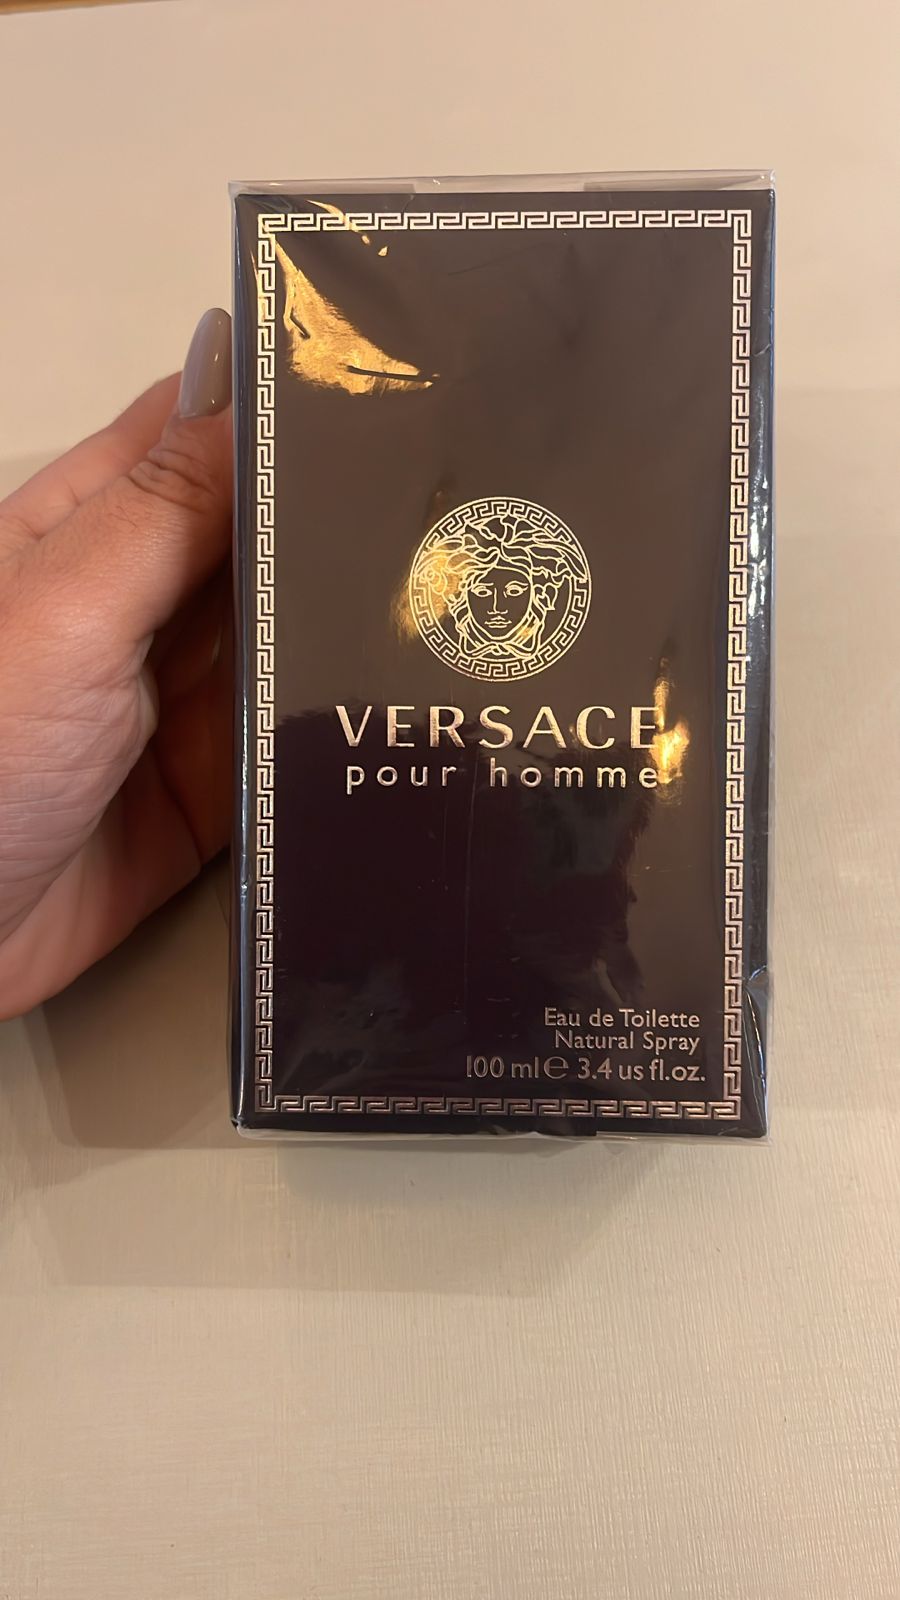 VERSACE
pour homme
Eau de Toilette
Natural Spray
100 ml ℮ 3.4 us fl.oz.